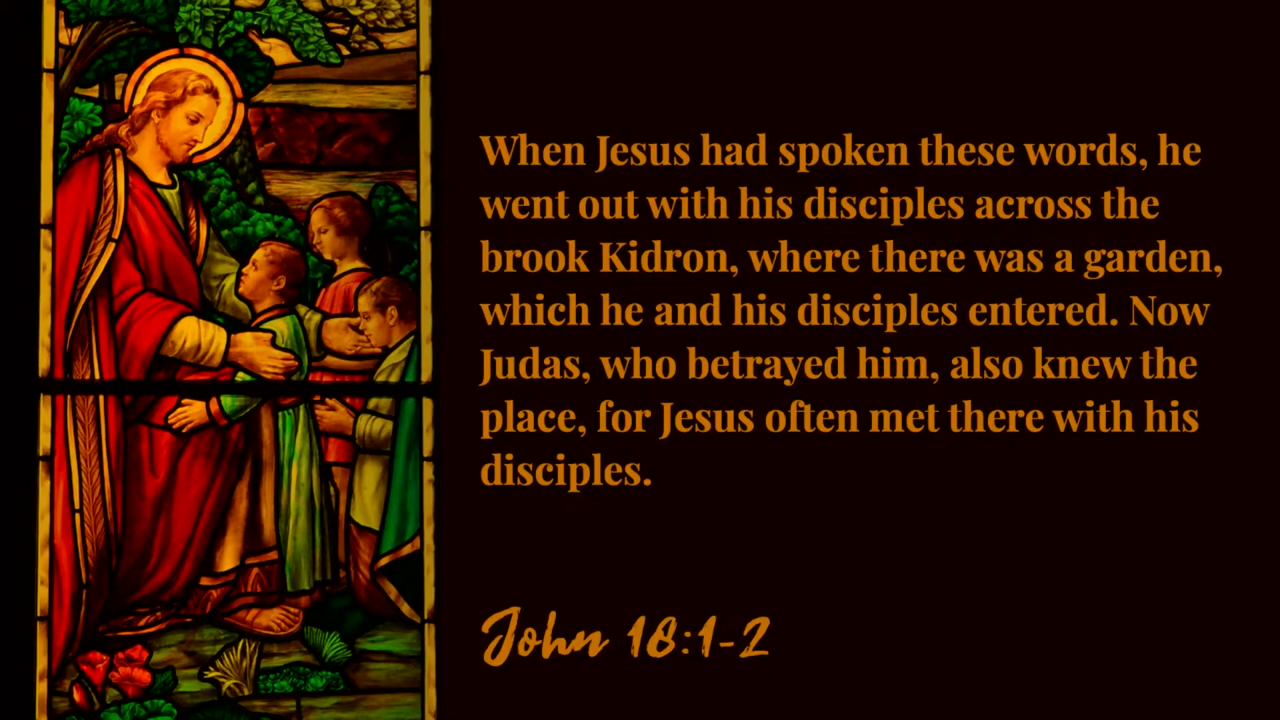 When Jesus had spoken these words, he
went out with his disciples across the
brook Kidron, where there was a garden,
which he and his disciples entered. Now
Judas, who betrayed him, also knew the
place, for Jesus often met there with his
disciples.
John 18:1-2